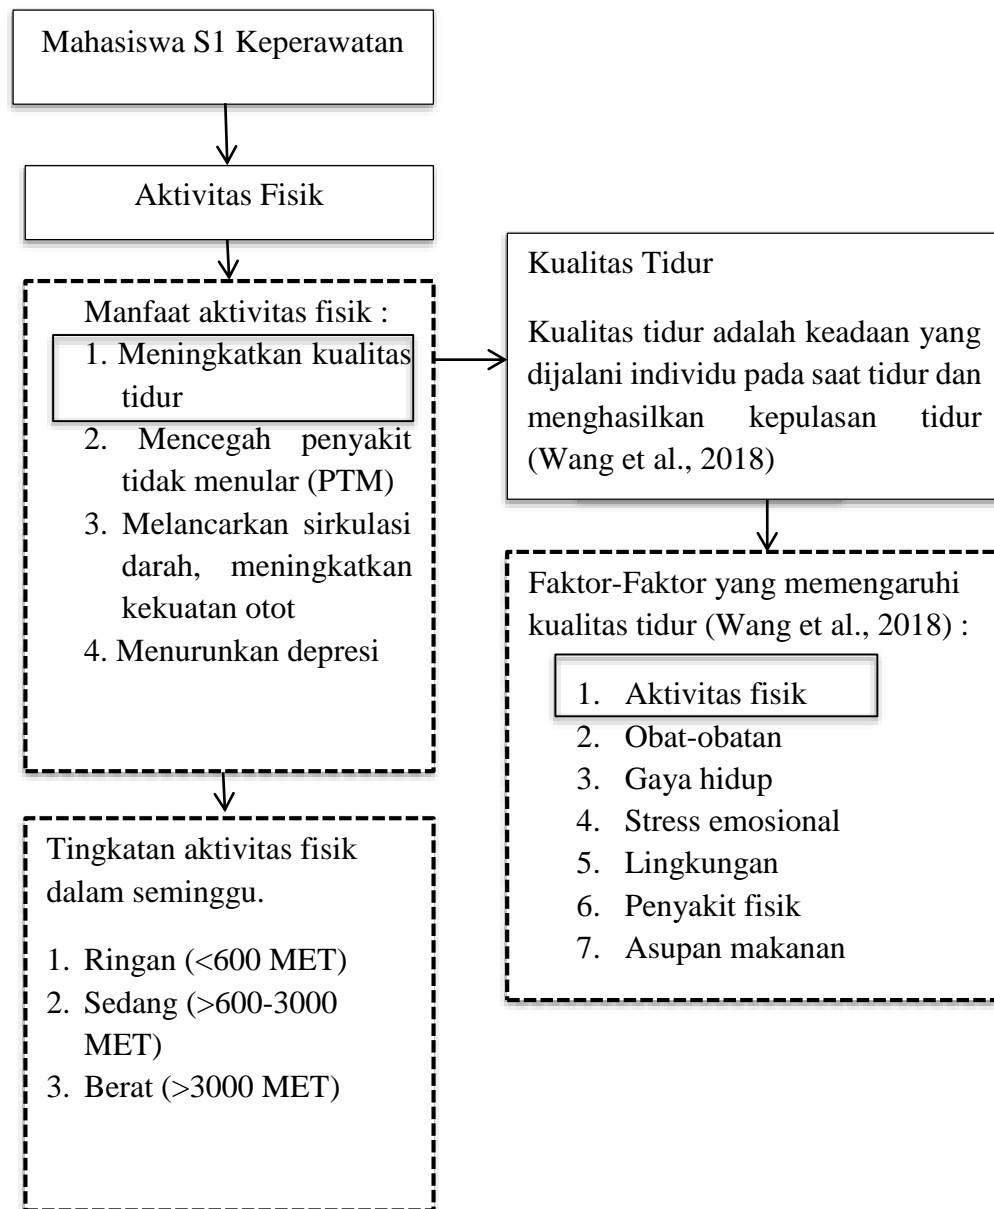 Mahasiswa S1 Keperawatan
Aktivitas Fisik
Manfaat aktivitas fisik :
1. Meningkatkan kualitas
tidur
2. Mencegah penyakit
tidak menular (PTM)
3. Melancarkan sirkulasi
darah, meningkatkan
kekuatan otot
4. Menurunkan depresi
Tingkatan aktivitas fisik
dalam seminggu.
1. Ringan (<600 MET)
2. Sedang (>600-3000
MET)
3. Berat (>3000 MET)
Kualitas Tidur
Kualitas tidur adalah keadaan yang
dijalani individu pada saat tidur dan
menghasilkan kepulasan tidur
(Wang et al., 2018)
Faktor-Faktor yang memengaruhi
kualitas tidur (Wang et al., 2018) :
1. Aktivitas fisik
2. Obat-obatan
3. Gaya hidup
4. Stress emosional
5. Lingkungan
6. Penyakit fisik
7. Asupan makanan